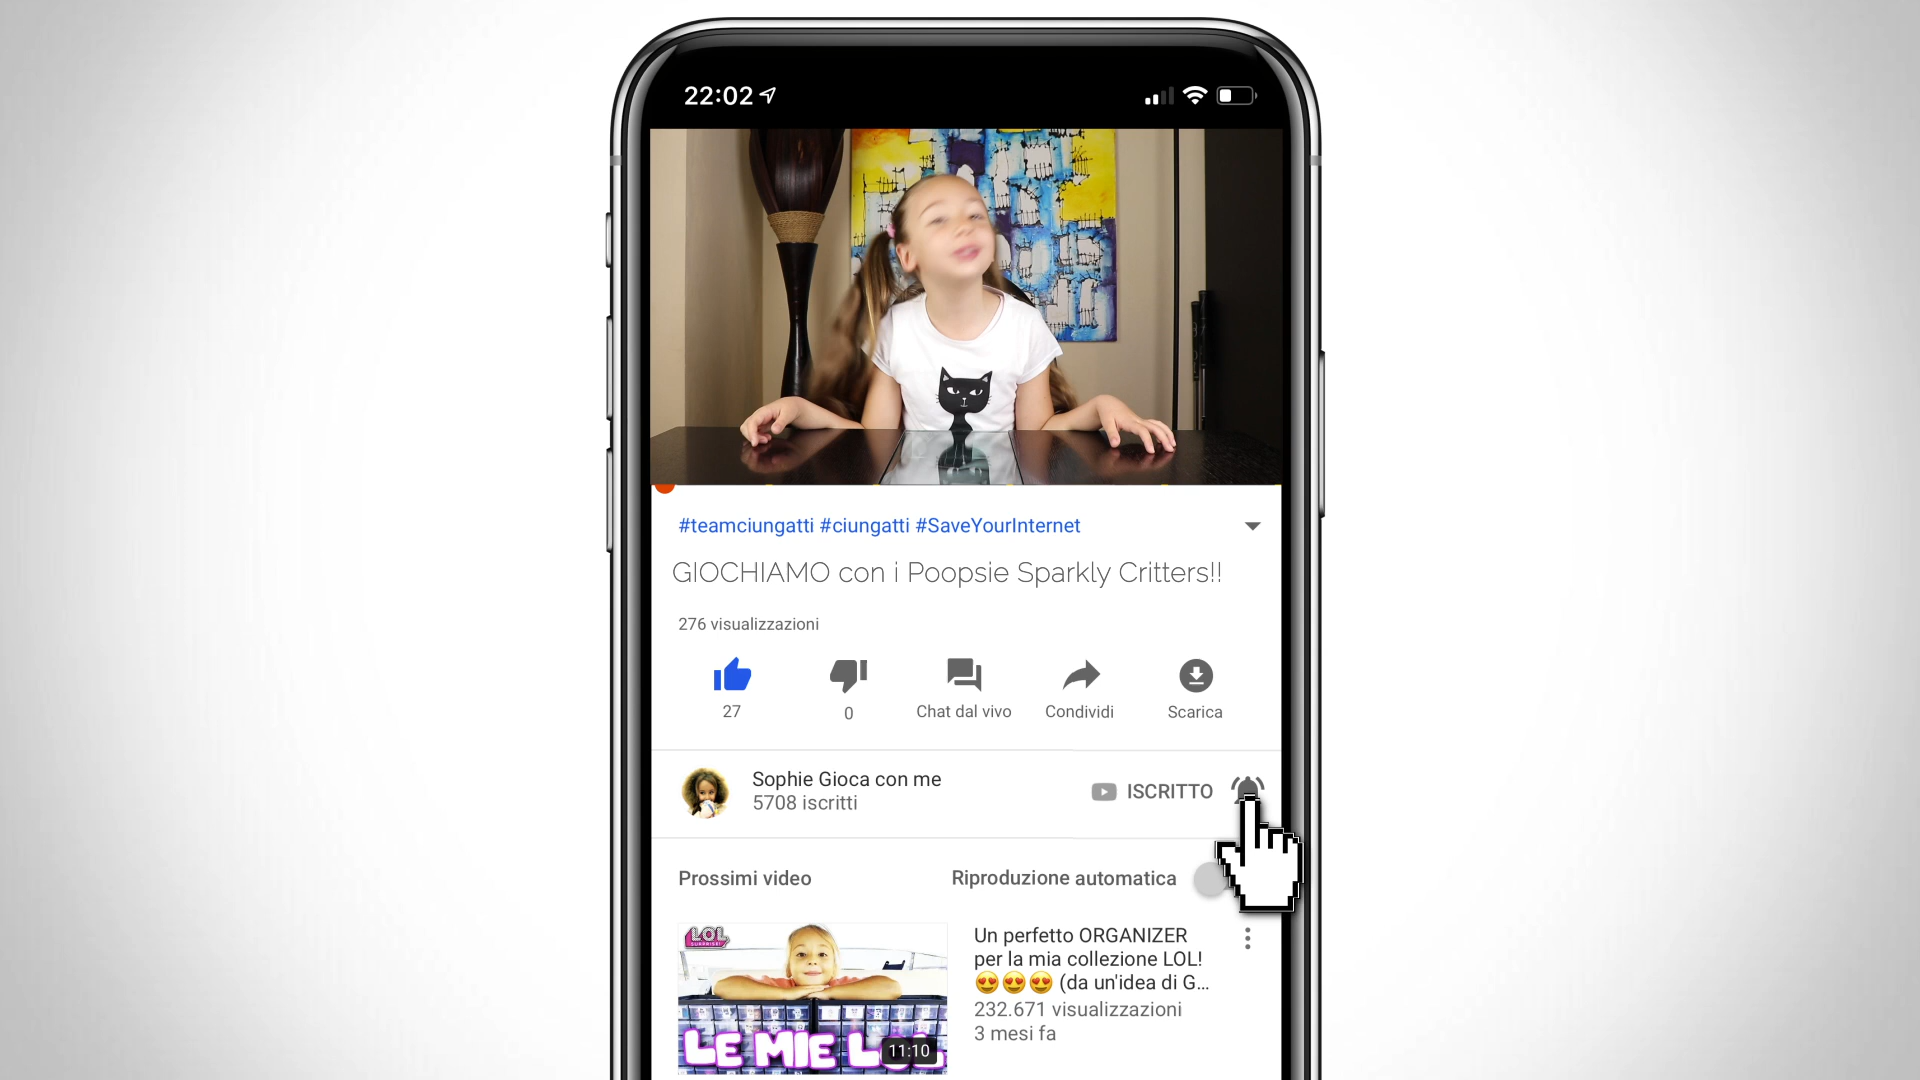 22:02
#teamciungatti #ciungatti #SaveYourInternet
GIOCHIAMO con i Poopsie Sparkly Critters!!
276 visualizzazioni
27
0
Chat dal vivo
Condividi
Scarica
Sophie Gioca con me
5708 iscritti
ISCRITTO
Prossimi video
Riproduzione automatica
LOL
SURPRISE!
LE MIE LOL
11:10
Un perfetto ORGANIZER
per la mia collezione LOL!
😍😍😍 (da un'idea di G...
232.671 visualizzazioni
3 mesi fa